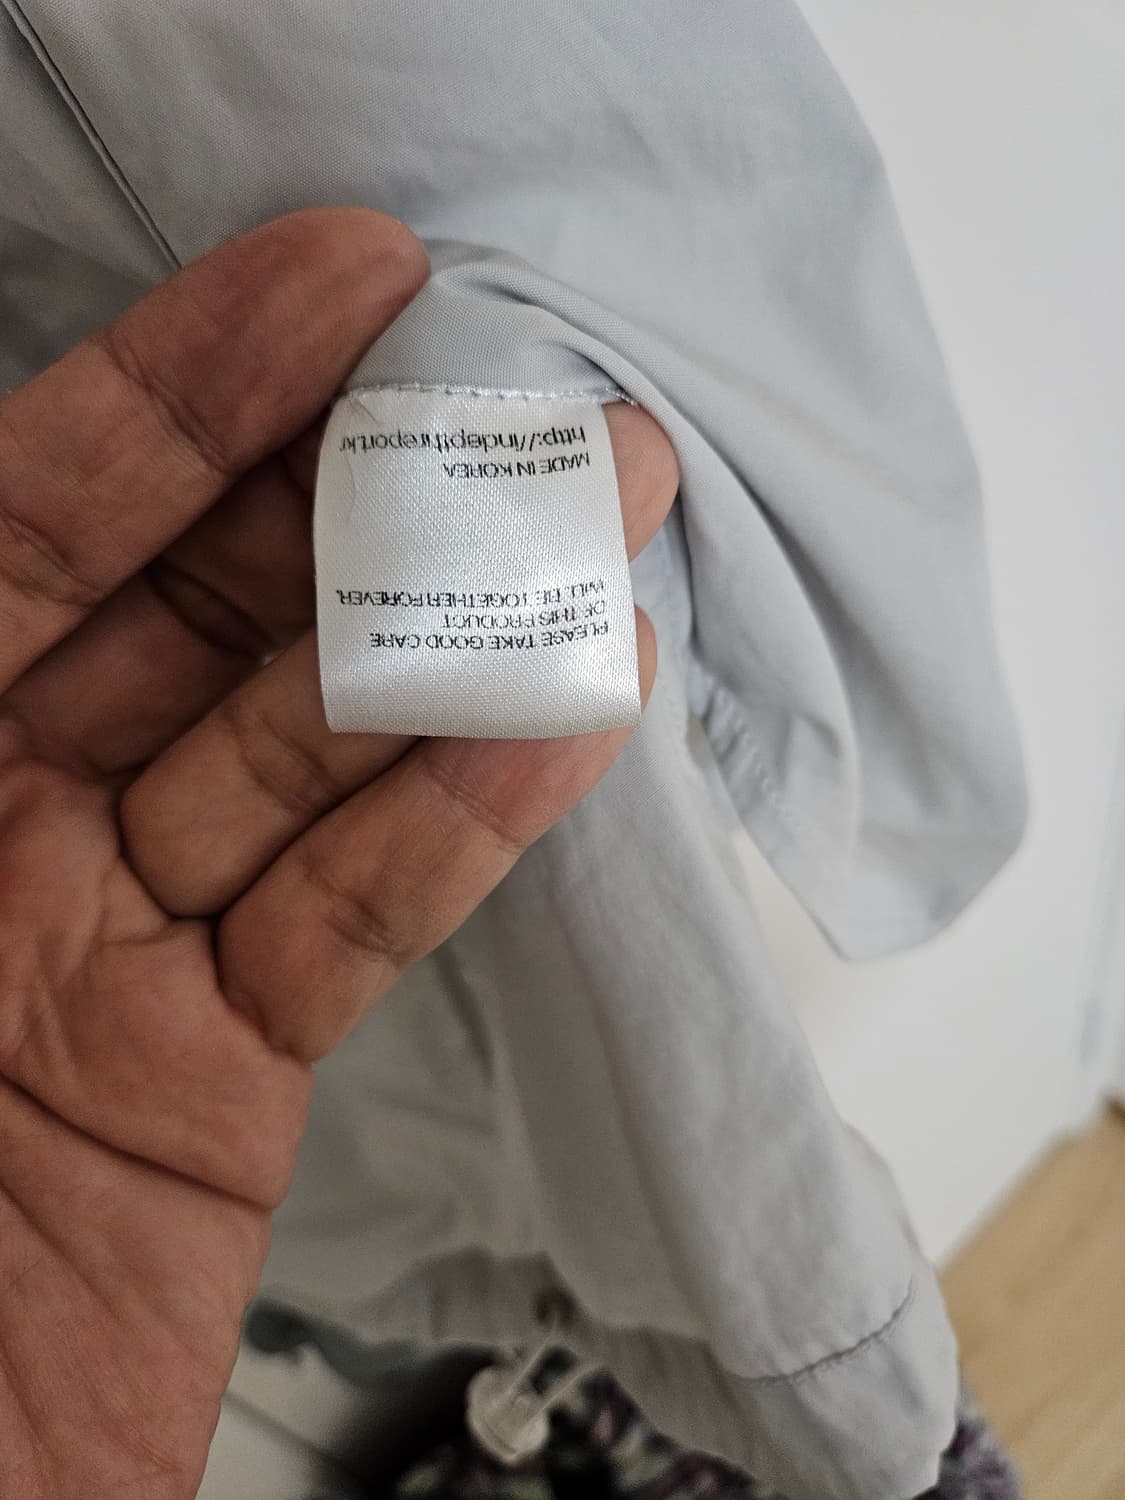 PLEASE TAKE GOOD CARE
OF THIS PRODUCT
WILL BE TOGETHER FOREVER.
MADE IN KOREA
http://indepthreport.kr